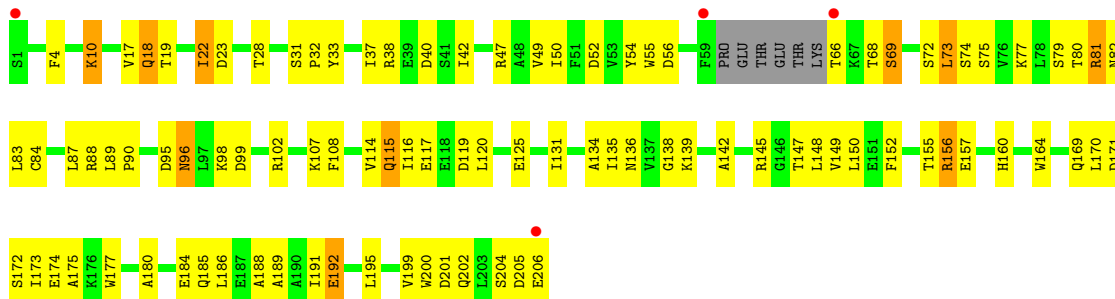 S1 F4 K10 V17 Q18 T19 I22 D23 T28 S31 P32 Y33 I37 R38 E39 D40 S41 I42 R47 A48 V49 I50 F51 D52 V53 Y54 W55 D56 F59 PRO GLU THR GLU THR LYS T66 K67 T68 S69 S72 L73 S74 S75 V76 K77 L78 S79 T80 R81 N82
L83 C84 L87 R88 L89 P90 D95 N96 L97 K98 D99 R102 K107 F108 V114 Q115 I116 E117 E118 D119 L120 E125 I131 A134 I135 N136 V137 G138 K139 A142 R145 G146 T147 L148 V149 L150 E151 F152 T155 R156 E157 H160 W164 Q169 L170 D171
S172 I173 E174 A175 K176 W177 A180 E184 Q185 L186 E187 A188 A189 A190 I191 E192 L195 V199 W200 D201 Q202 L203 S204 D205 E206